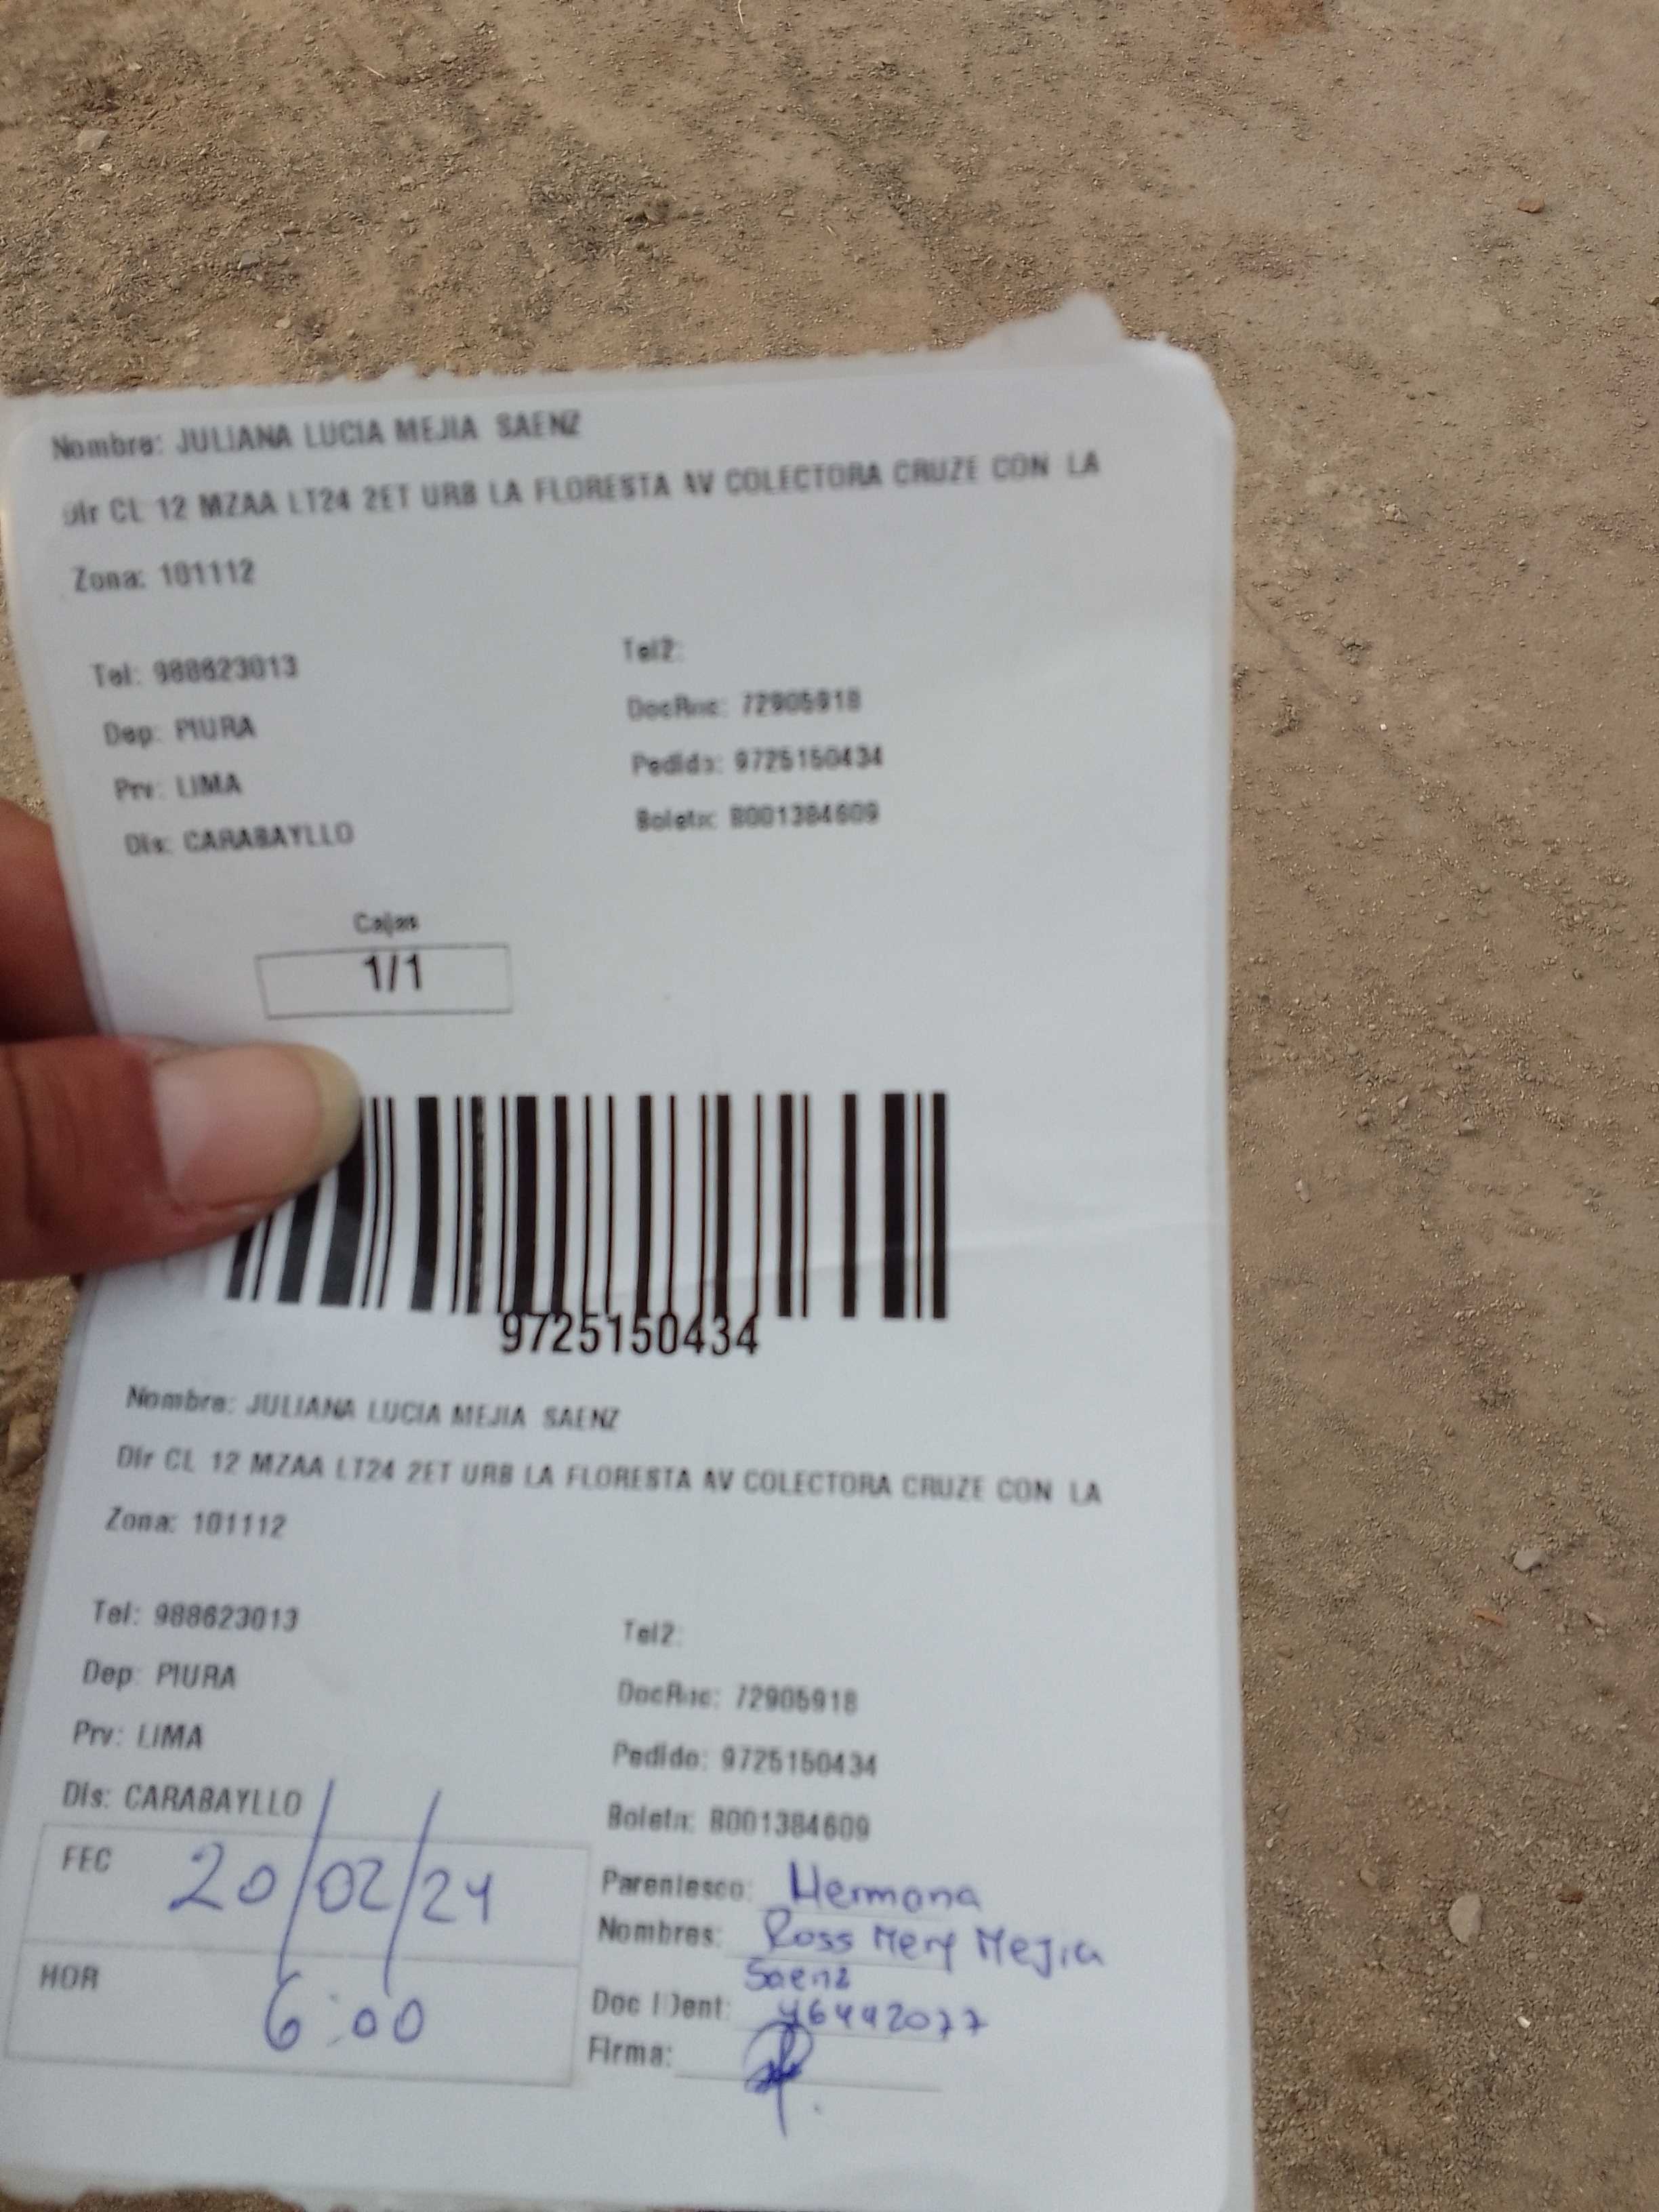 Nombre: JULIANA LUCIA MEJIA SAENZ
Dir CL 12 MZAA LT24 2ET URB LA FLORESTA AV COLECTORA CRUZE CON LA
Zona: 101112
Tel: 988623013
Tel2:
Dep: PIURA
DocRuc: 72905918
Prv: LIMA
Pedido: 9725150434
Dis: CARABAYLLO
Boleta: B001384609
Cajas
1/1
9725150434
Nombre: JULIANA LUCIA MEJIA SAENZ
Dir CL 12 MZAA LT24 2ET URB LA FLORESTA AV COLECTORA CRUZE CON LA
Zona: 101112
Tel: 988623013
Tel2:
Dep: PIURA
DocRuc: 72905918
Prv: LIMA
Pedido: 9725150434
Dis: CARABAYLLO
Boleta: B001384609
FEC 20/02/24
Parentesco: Hermana
Nombres: Ross Mery Mejia
Saenz
HOR 6:00
Doc IDent: 46442077
Firma: